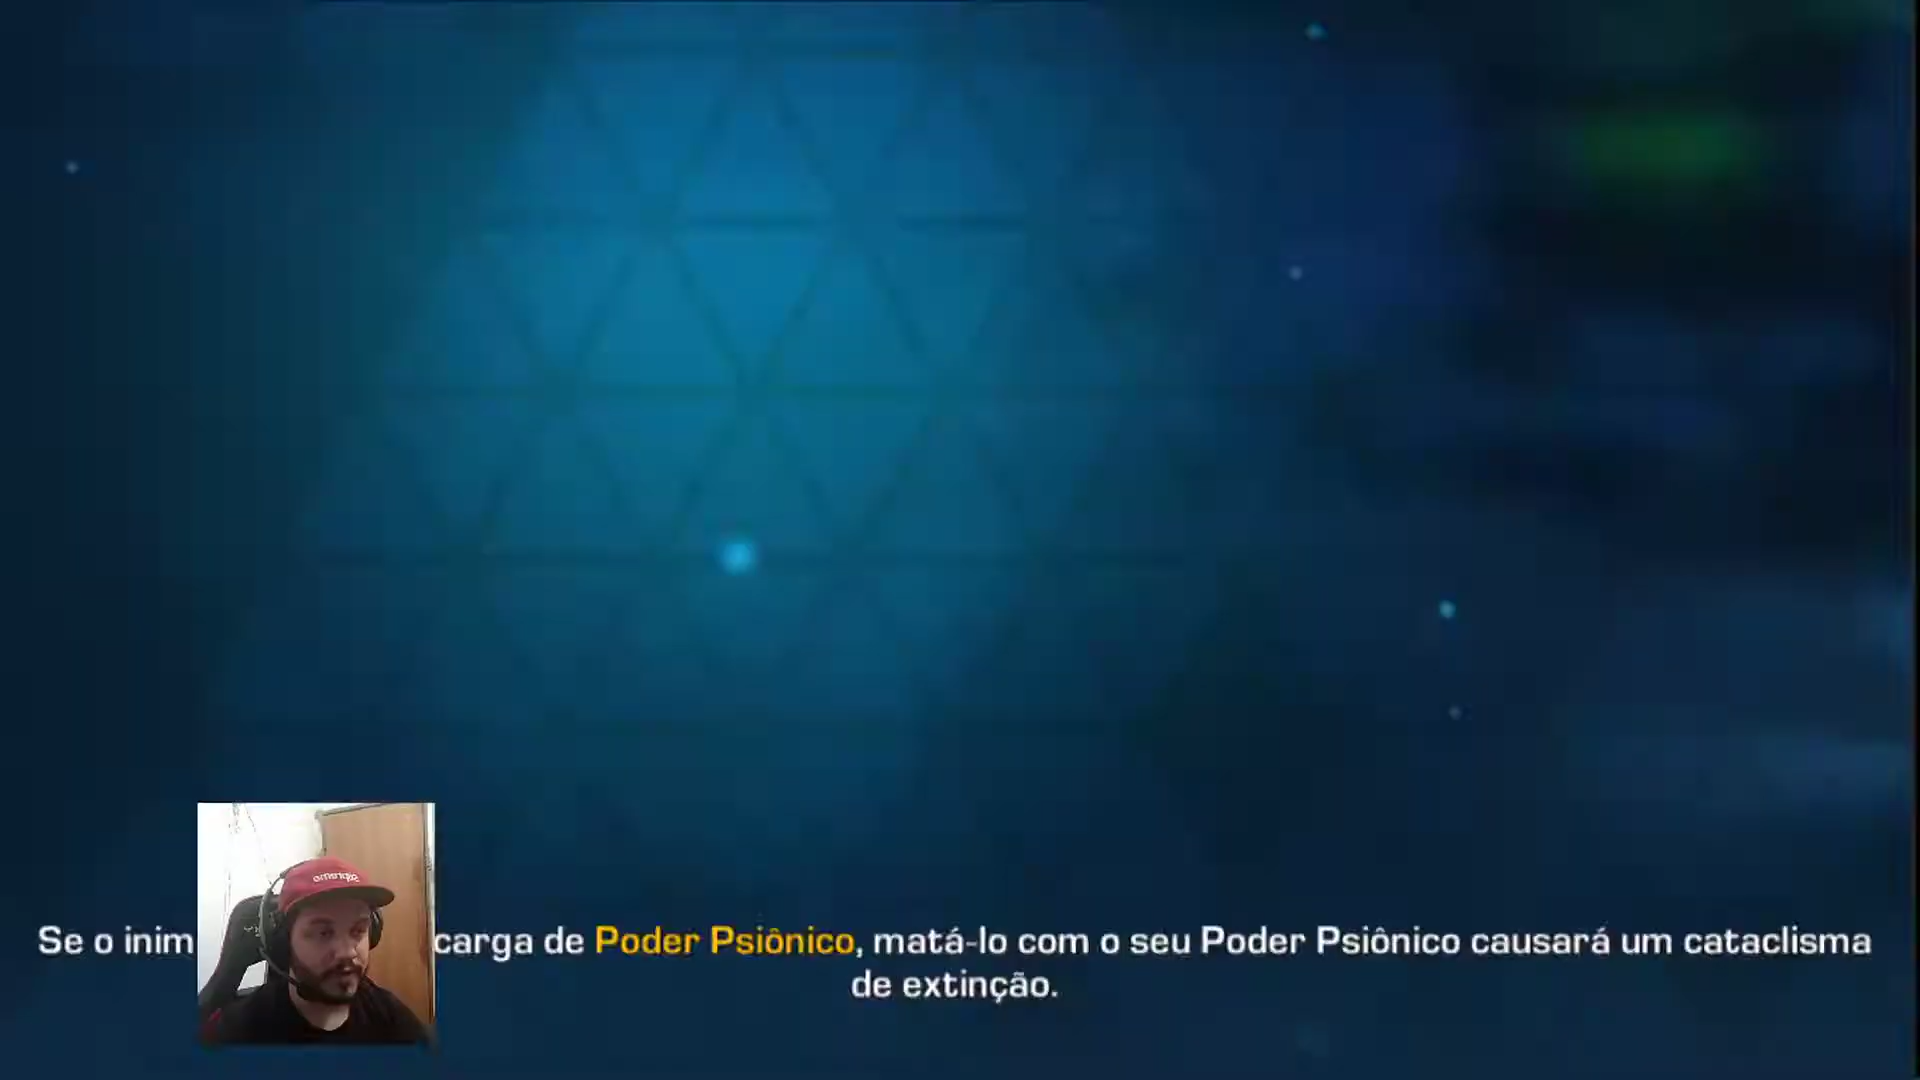 Se o inim carga de Poder Psiônico, matá-lo com o seu Poder Psiônico causará um cataclisma
de extinção.